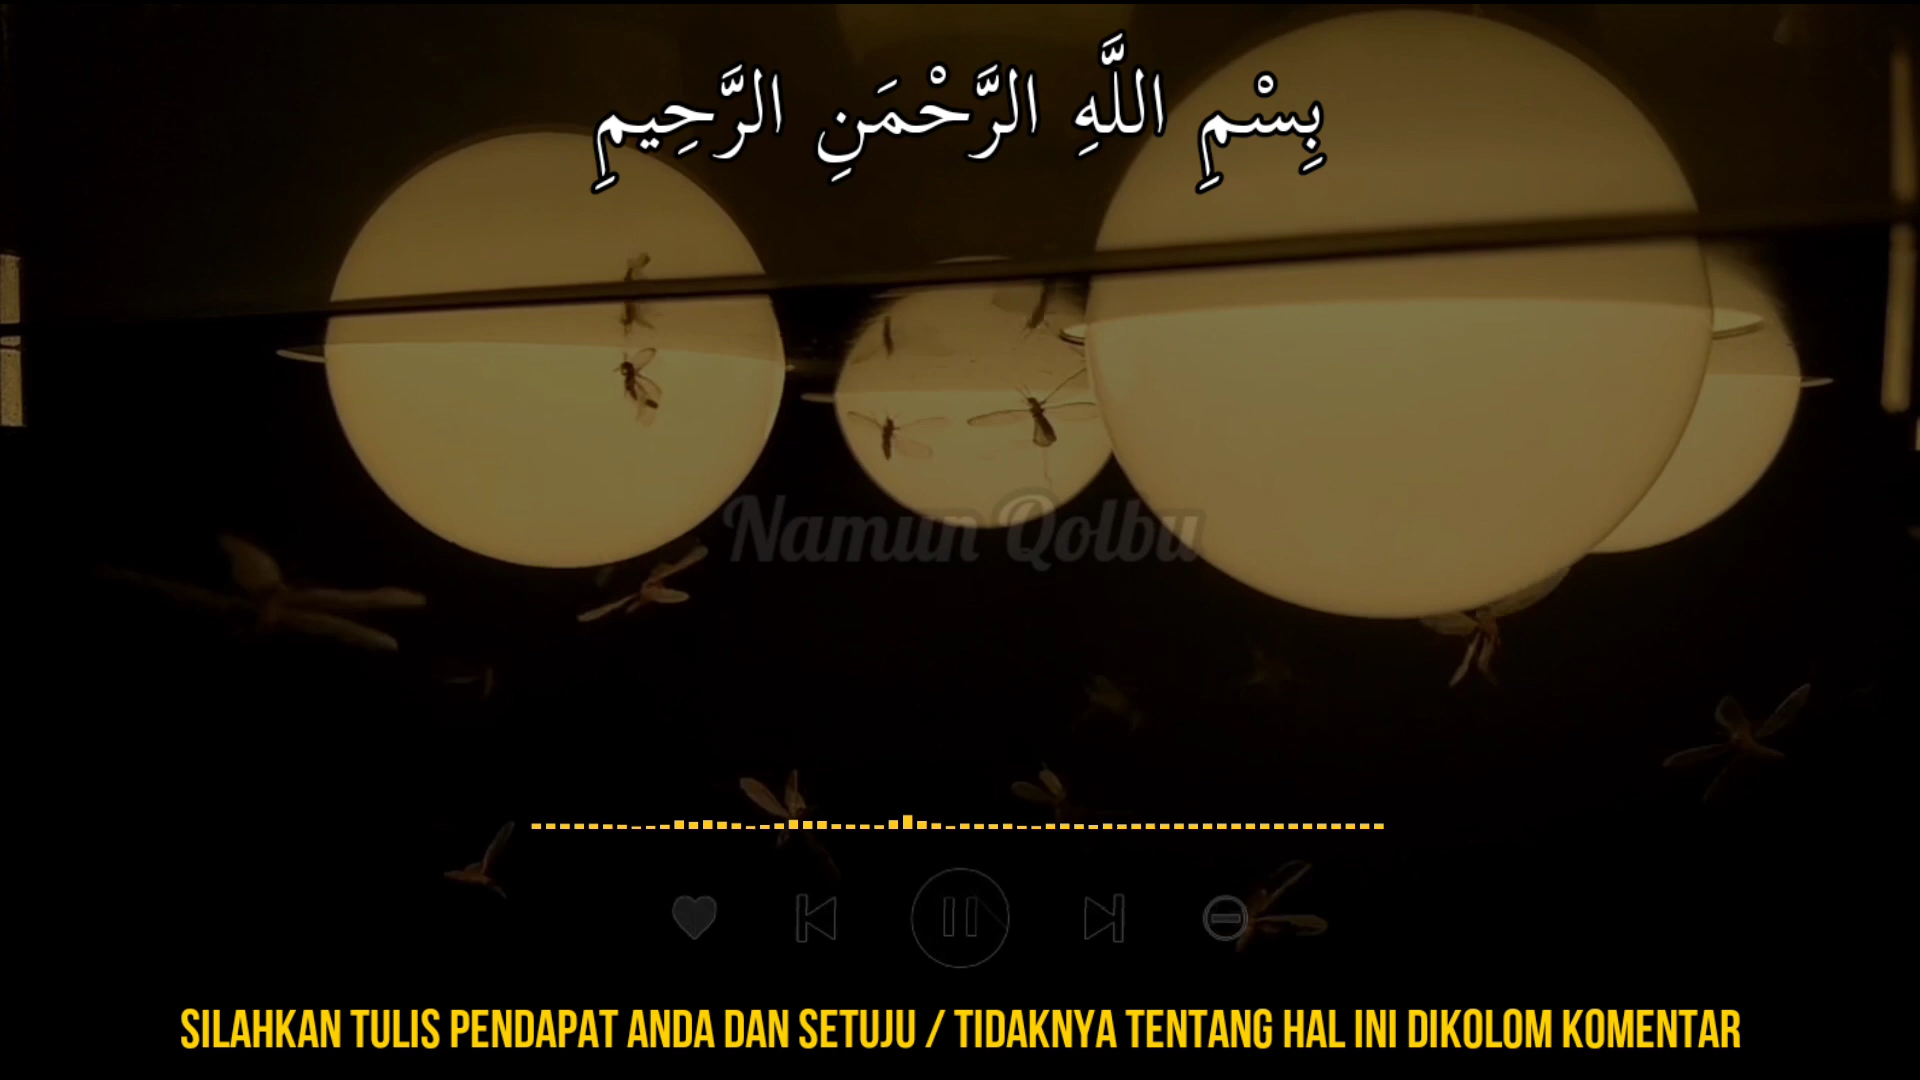 بِسْمِ اللَّهِ الرَّحْمَنِ الرَّحِيمِ
Namun Qolbu
SILAHKAN TULIS PENDAPAT ANDA DAN SETUJU / TIDAKNYA TENTANG HAL INI DIKOLOM KOMENTAR